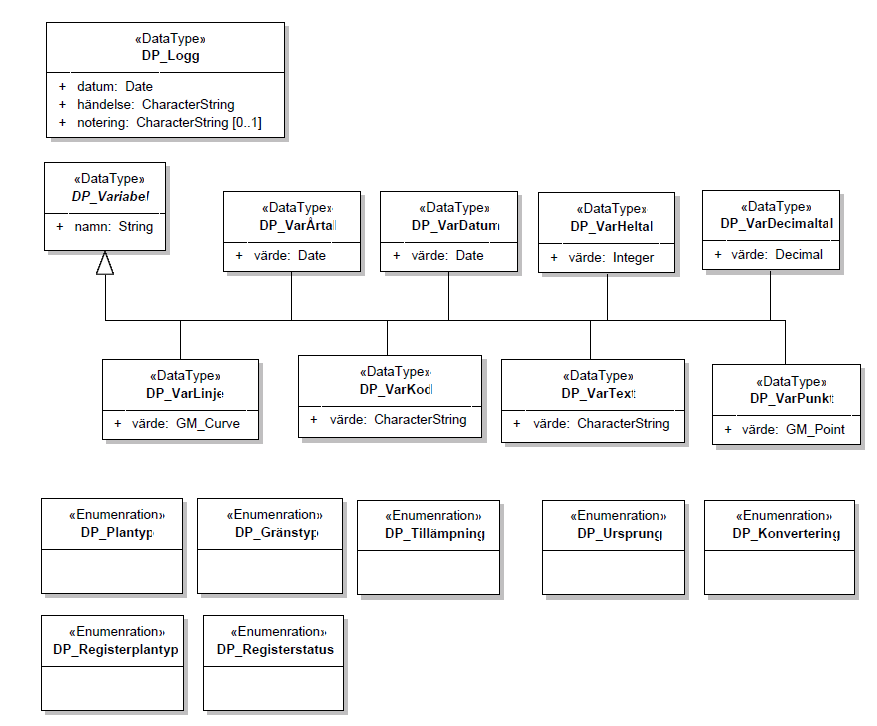 «DataType»
DP_Logg
+ datum: Date
+ händelse: CharacterString
+ notering: CharacterString [0..1]
«DataType»
DP_Variabel
+ namn: String
«DataType»
DP_VarÅrtal
+ värde: Date
«DataType»
DP_VarDatum
+ värde: Date
«DataType»
DP_VarHeltal
+ värde: Integer
«DataType»
DP_VarDecimaltal
+ värde: Decimal
«DataType»
DP_VarLinje
+ värde: GM_Curve
«DataType»
DP_VarKod
+ värde: CharacterString
«DataType»
DP_VarText
+ värde: CharacterString
«DataType»
DP_VarPunkt
+ värde: GM_Point
«Enumenration»
DP_Plantyp
«Enumenration»
DP_Gränstyp
«Enumenration»
DP_Tillämpning
«Enumenration»
DP_Ursprung
«Enumenration»
DP_Konvertering
«Enumenration»
DP_Registerplantyp
«Enumenration»
DP_Registerstatus